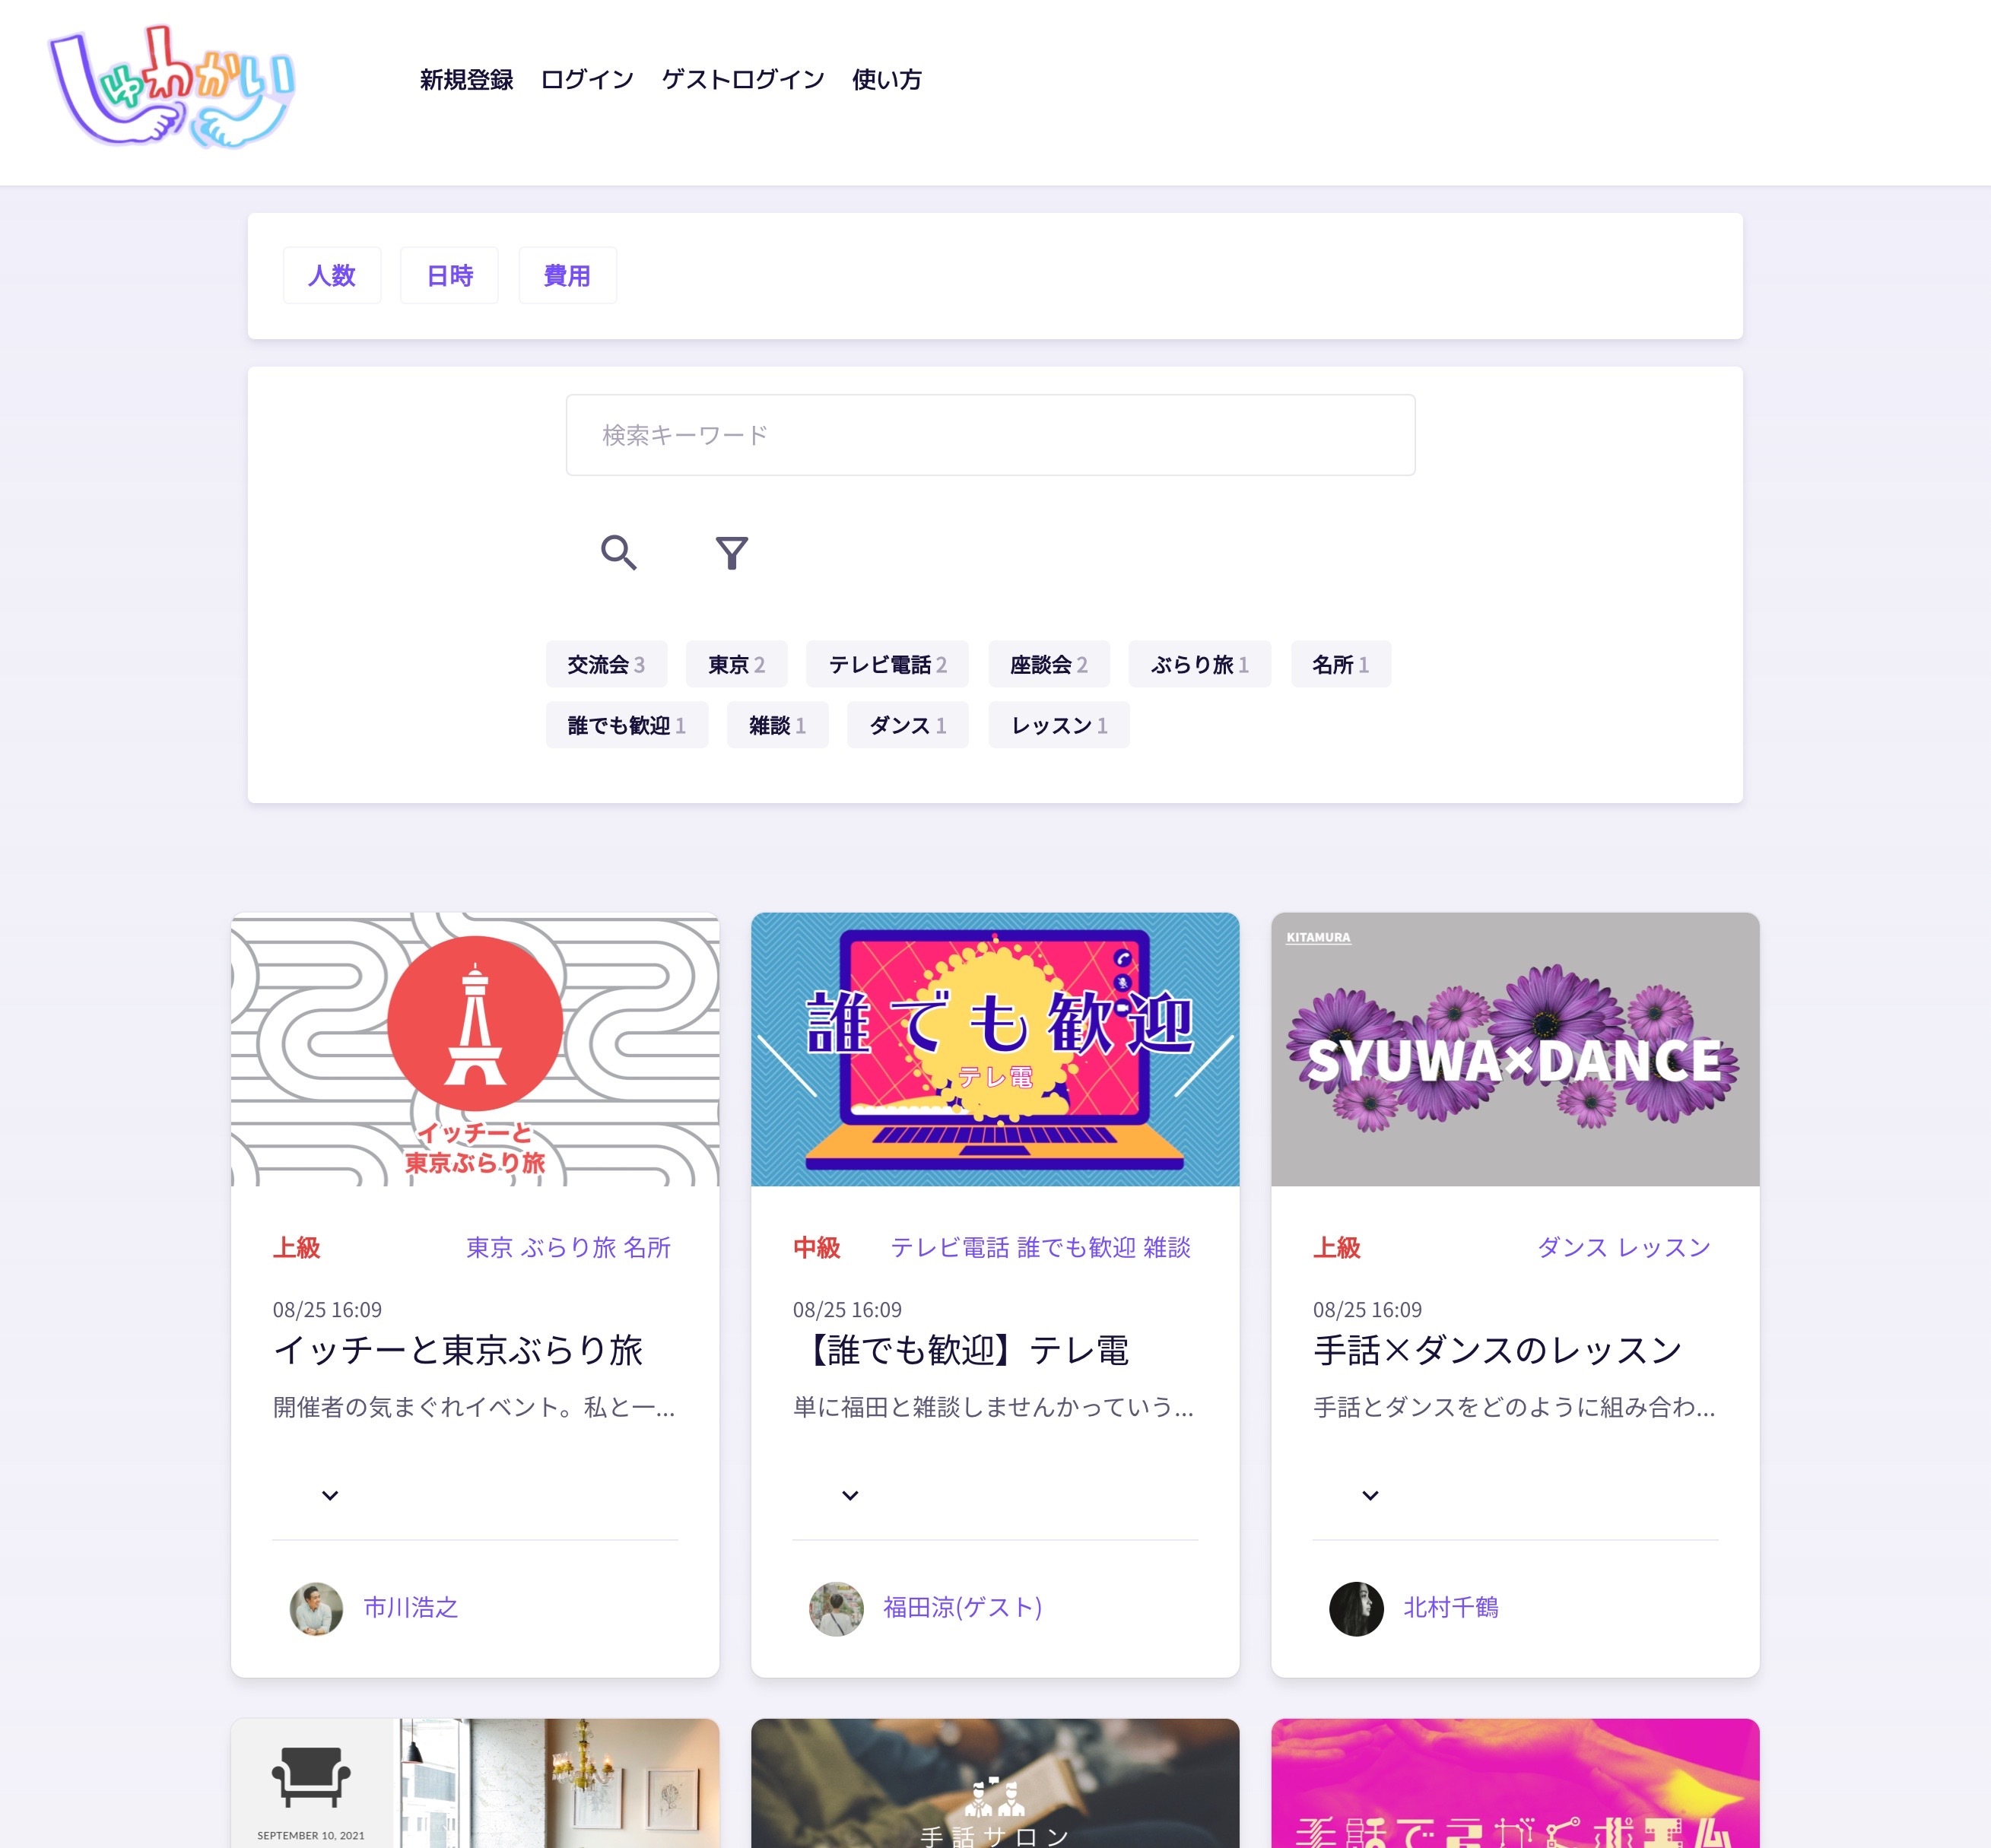 しゅわかい
新規登録 ログイン ゲストログイン 使い方
人数 日時 費用
検索キーワード
交流会 3 東京 2 テレビ電話 2 座談会 2 ぶらり旅 1 名所 1
誰でも歓迎 1 雑談 1 ダンス 1 レッスン 1
イッチーと
東京ぶらり旅
上級 東京 ぶらり旅 名所
08/25 16:09
イッチーと東京ぶらり旅
開催者の気まぐれイベント。私と一...
市川浩之
誰でも歓迎
テレ電
中級 テレビ電話 誰でも歓迎 雑談
08/25 16:09
【誰でも歓迎】テレ電
単に福田と雑談しませんかっていう...
福田涼(ゲスト)
KITAMURA
SYUWA×DANCE
上級 ダンス レッスン
08/25 16:09
手話×ダンスのレッスン
手話とダンスをどのように組み合わ...
北村千鶴
SEPTEMBER 10, 2021
手話サロン